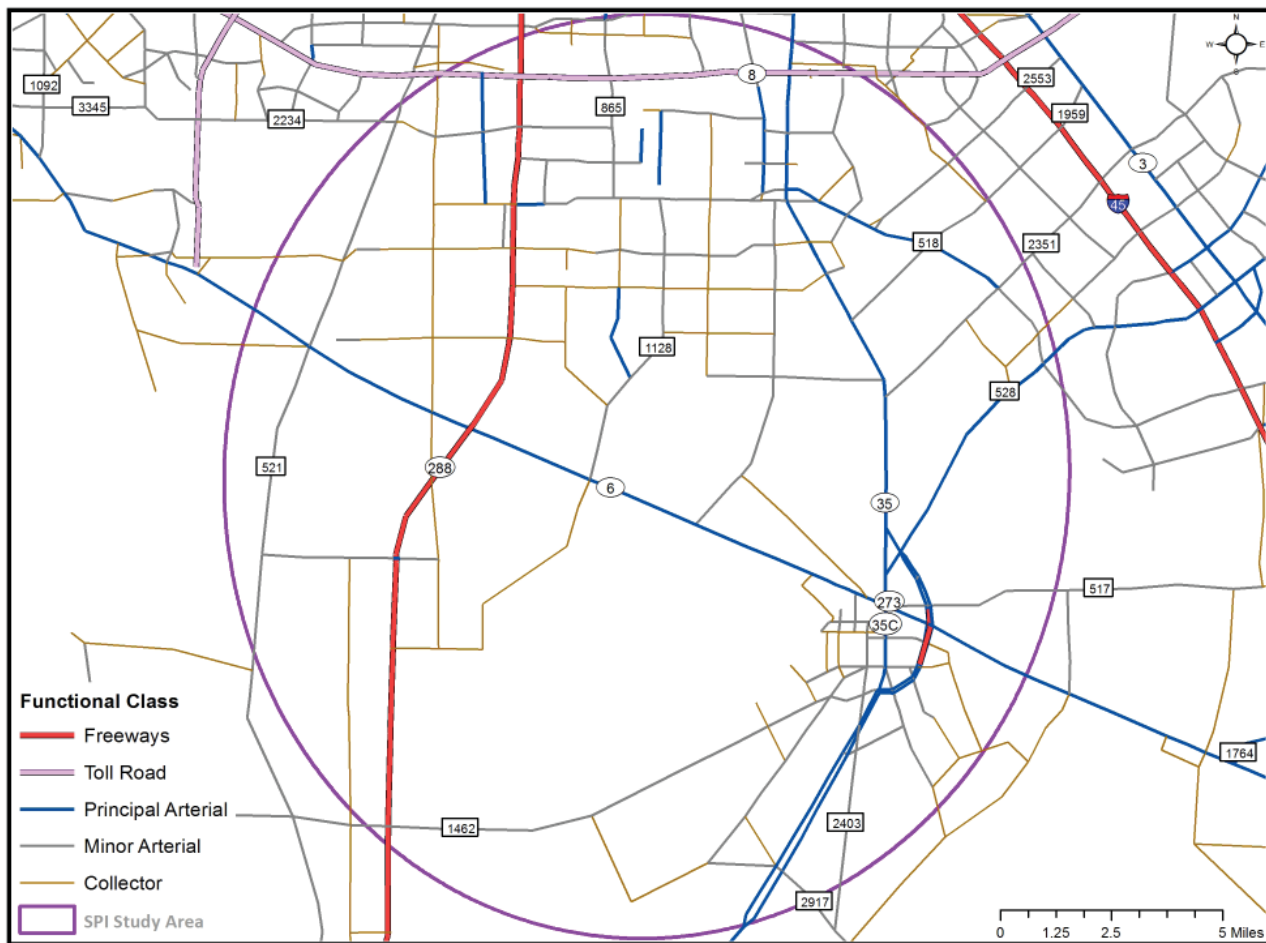 N
W E
S
8
2553
1092
3345
865
1959
2234
3
45
518
2351
1128
528
521
288
6
35
273
517
35C
1764
1462
2403
2917
Functional Class
Freeways
Toll Road
Principal Arterial
Minor Arterial
Collector
SPI Study Area
0 1.25 2.5 5 Miles